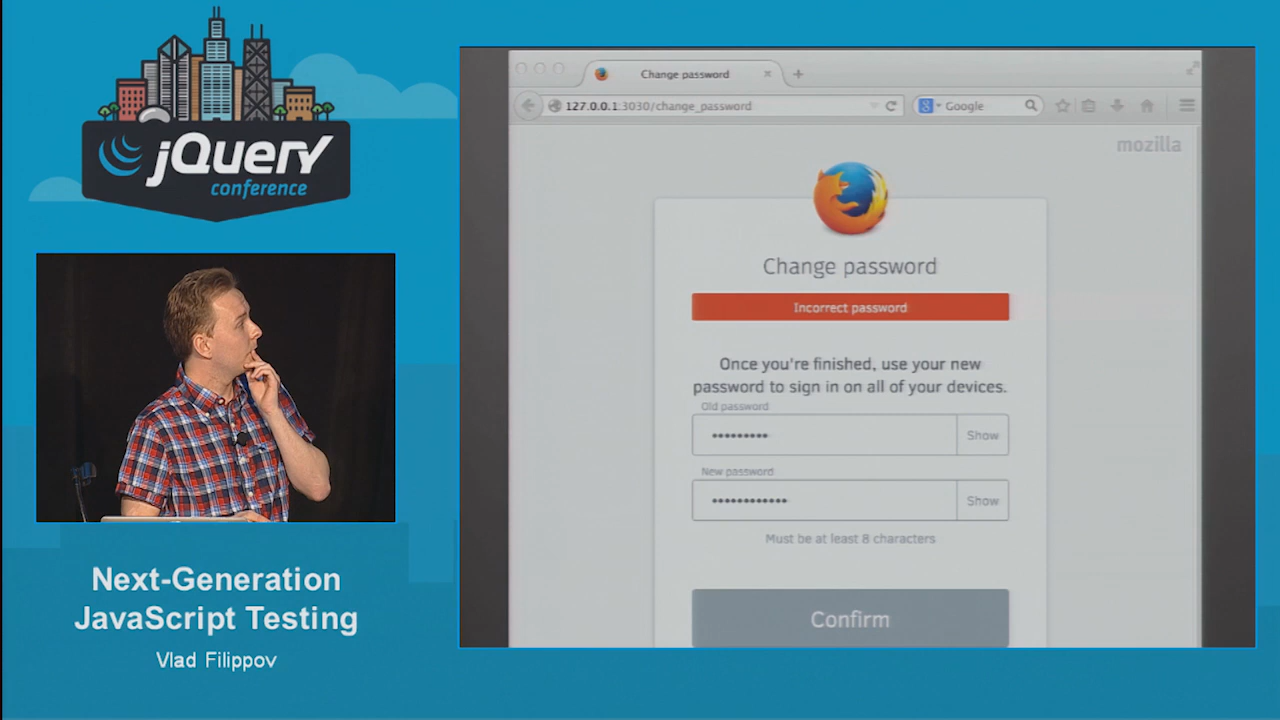 jQuery
conference
Next-Generation
JavaScript Testing
Vlad Filippov
Change password
127.0.0.1:3030/change_password
Google
mozilla
Change password
Incorrect password
Once you're finished, use your new
password to sign in on all of your devices.
Old password
Show
New password
Show
Must be at least 8 characters
Confirm